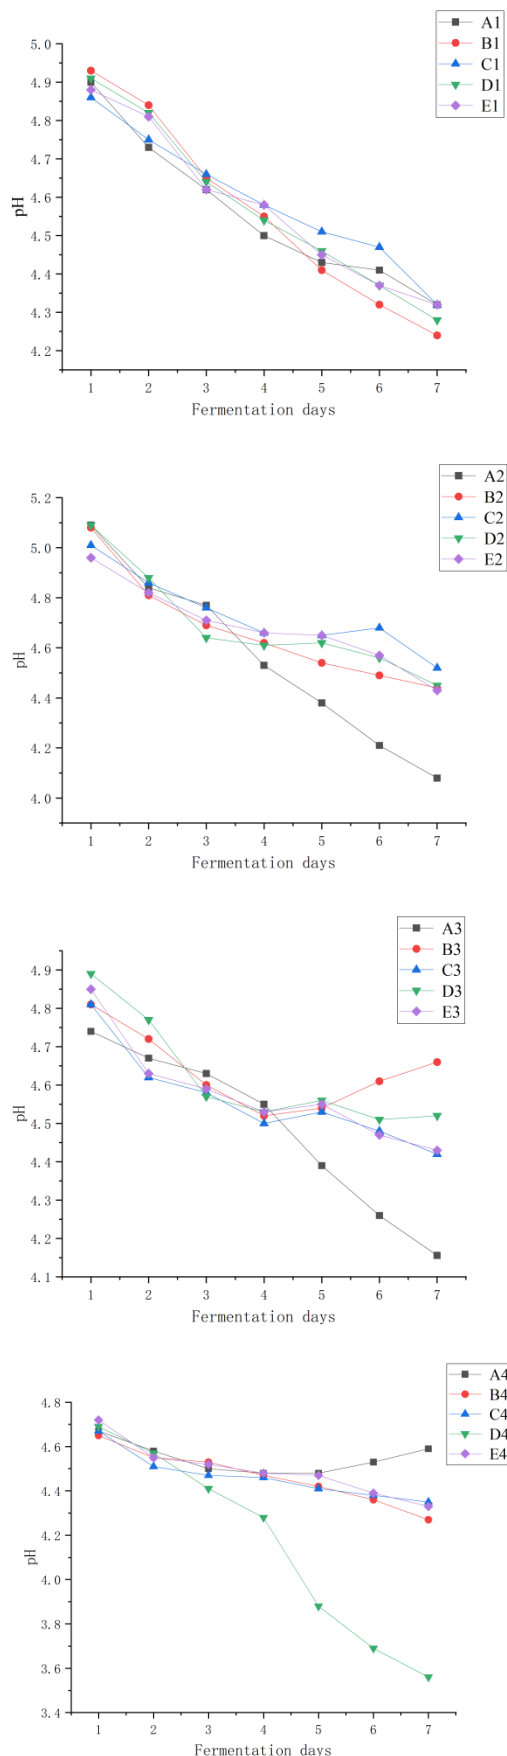 A1
B1
C1
D1
E1
5.0
4.9
4.8
4.7
4.6
4.5
4.4
4.3
4.2
pH
1 2 3 4 5 6 7
Fermentation days
A2
B2
C2
D2
E2
5.2
5.0
4.8
4.6
4.4
4.2
4.0
pH
1 2 3 4 5 6 7
Fermentation days
A3
B3
C3
D3
E3
4.9
4.8
4.7
4.6
4.5
4.4
4.3
4.2
4.1
pH
1 2 3 4 5 6 7
Fermentation days
A4
B4
C4
D4
E4
4.8
4.6
4.4
4.2
4.0
3.8
3.6
3.4
pH
1 2 3 4 5 6 7
Fermentation days